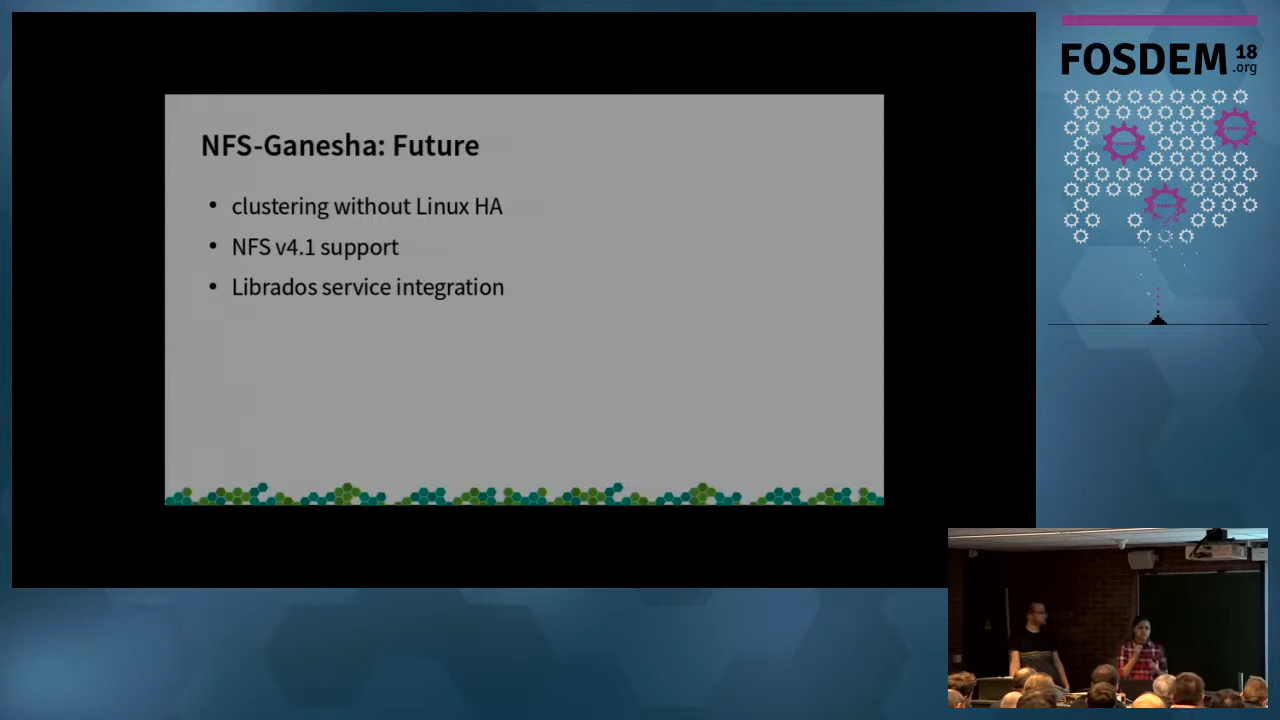 NFS-Ganesha: Future
• clustering without Linux HA
• NFS v4.1 support
• Librados service integration
FOSDEM 18
.org